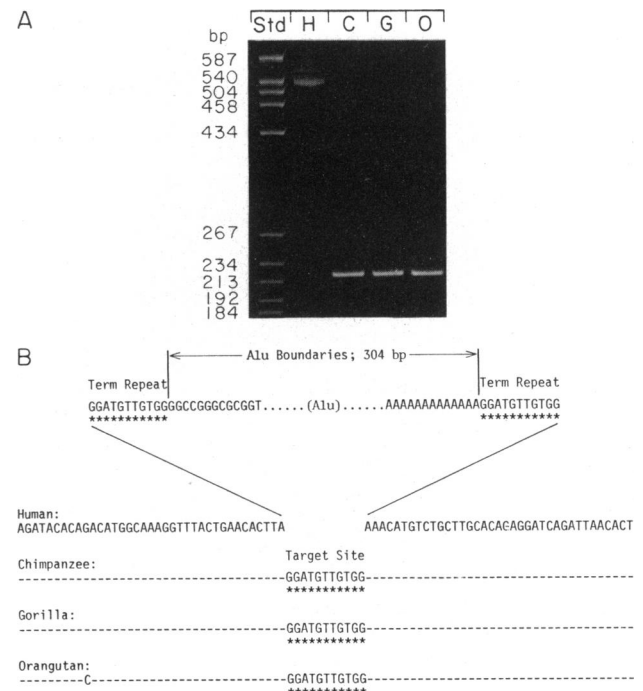 A
Std H C G O
bp
587
540
504
458
434
267
234
213
192
184
B
Alu Boundaries; 304 bp
Term Repeat Term Repeat
GGATGTTGTGGGGCCGGGCGCGGT......(Alu)......AAAAAAAAAAAAAGGATGTTGTGG
*********** ***********
Human:
AGATACACAGACATGGCAAAGGTTTACTGAACACTTA AAACATGTCTGCTTGCACACAGGATCAGATTAACACT
Target Site
Chimpanzee:
-------------------------------------GGATGTTGTGG-------------------------------------
***********
Gorilla:
-------------------------------------GGATGTTGTGG-------------------------------------
***********
Orangutan:
---------C---------------------------GGATGTTGTGG-------------------------------------
***********